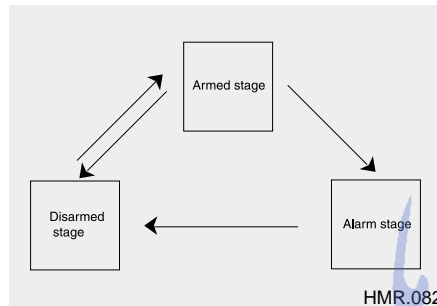 Armed stage
Disarmed
stage
Alarm stage
HMR.082